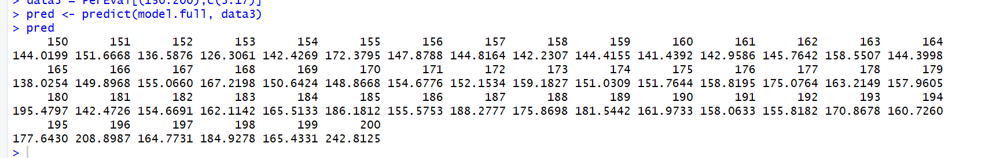 > data3 = PerEval[(150:200),c(3:17)]
> pred <- predict(model.full, data3)
> pred
150 151 152 153 154 155 156 157 158 159 160 161 162 163 164
144.0199 151.6668 136.5876 126.3061 142.4269 172.3795 147.8788 144.8164 142.2307 144.4155 141.4392 142.9586 145.7642 158.5507 144.3998
165 166 167 168 169 170 171 172 173 174 175 176 177 178 179
138.0254 149.8968 155.0660 167.2198 150.6424 148.8668 154.6776 152.1534 159.1827 151.0309 151.7644 158.8195 175.0764 163.2149 157.9605
180 181 182 183 184 185 186 187 188 189 190 191 192 193 194
195.4797 142.4726 154.6691 162.1142 165.5133 186.1812 155.5753 188.2777 175.8698 181.5442 161.9733 158.0633 155.8182 170.8678 160.7260
195 196 197 198 199 200
177.6430 208.8987 164.7731 184.9278 165.4331 242.8125
>